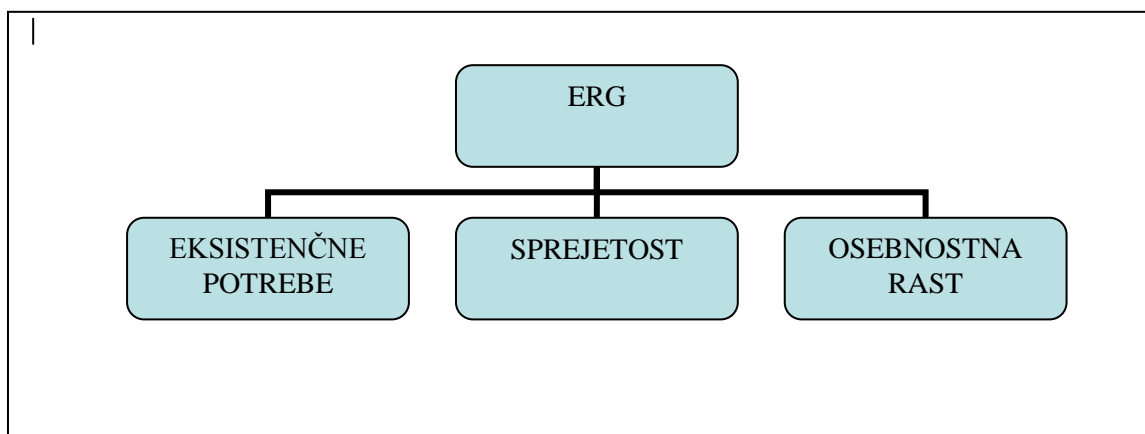 ERG
EKSISTENČNE
POTREBE
SPREJETOST
OSEBNOSTNA
RAST